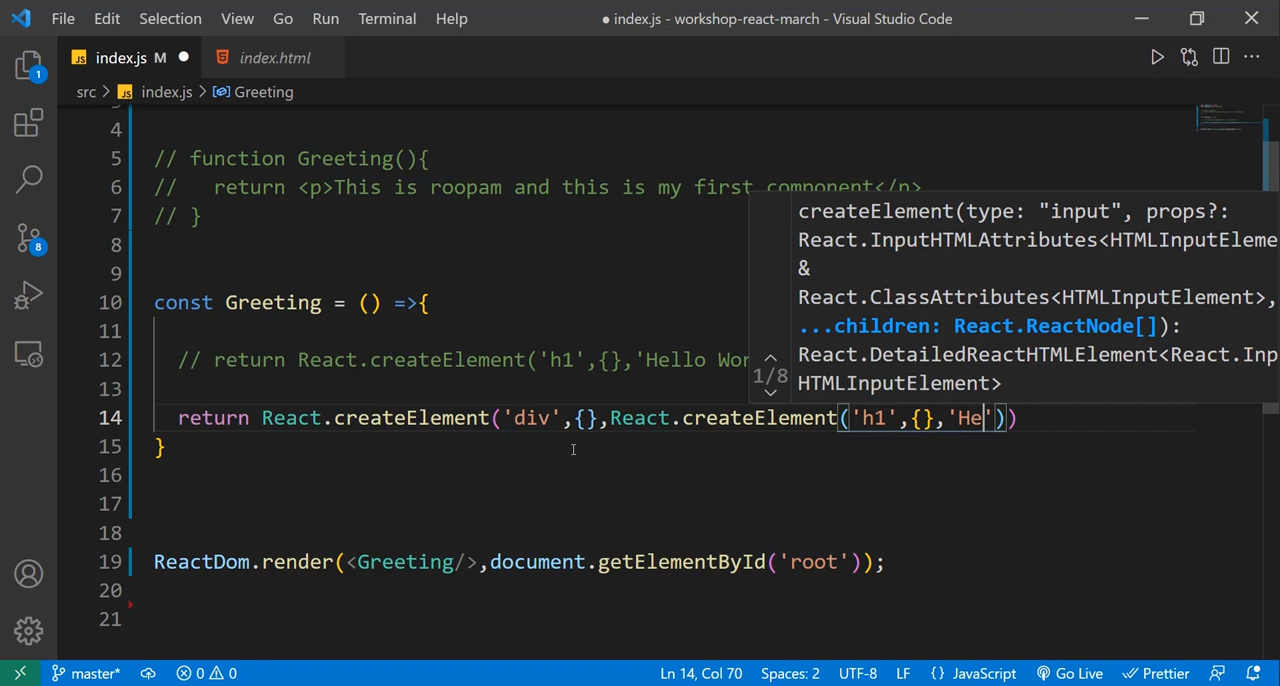 File Edit Selection View Go Run Terminal Help ● index.js - workshop-react-march - Visual Studio Code
JS index.js M ● index.html
src > JS index.js > Greeting
4
5 // function Greeting(){
6 // return <p>This is roopam and this is my first component</p>
7 // }
8
9
10 const Greeting = () =>{
11
12 // return React.createElement('h1',{},'Hello Wor
13
14 return React.createElement('div',{},React.createElement('h1',{},'He'))
15 }
16
17
18
19 ReactDom.render(<Greeting/>,document.getElementById('root'));
20
21
createElement(type: "input", props?:
React.InputHTMLAttributes<HTMLInputEleme
&
React.ClassAttributes<HTMLInputElement>,
...children: React.ReactNode[]):
React.DetailedReactHTMLElement<React.Inp
HTMLInputElement>
1/8
1
8
master* 0 0 Ln 14, Col 70 Spaces: 2 UTF-8 LF {} JavaScript Go Live Prettier